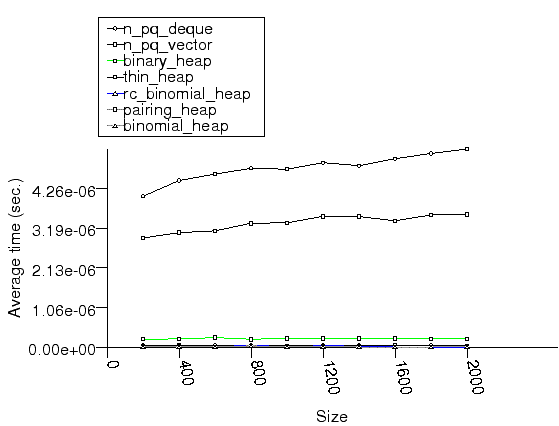 n_pq_deque
n_pq_vector
binary_heap
thin_heap
rc_binomial_heap
pairing_heap
binomial_heap
Average time (sec.)
4.26e-06
3.19e-06
2.13e-06
1.06e-06
0.00e+00
0 400 800 1200 1600 2000
Size